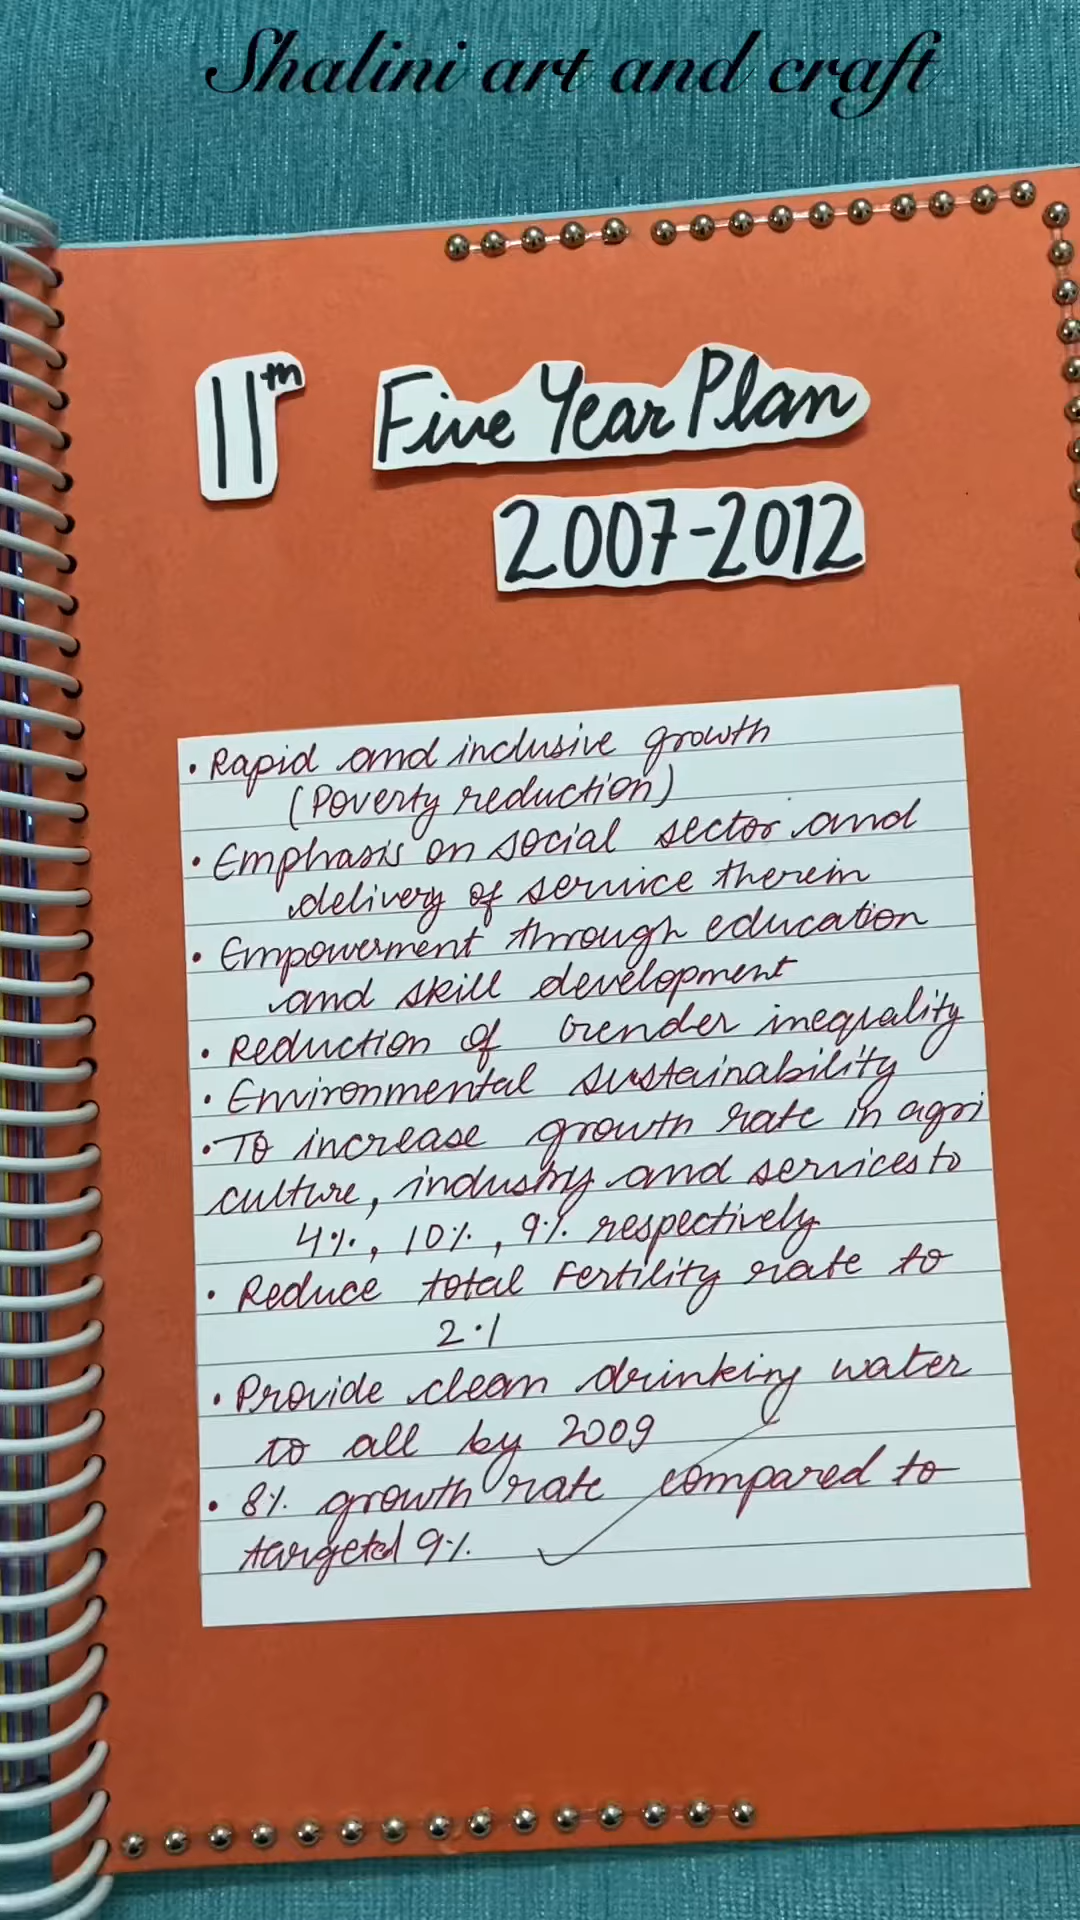 Shalini art and craft
11th Five Year Plan
2007-2012
• Rapid and inclusive growth
(Poverty reduction)
• Emphasis on social sector and
delivery of service therein
• Empowerment through education
and skill development
• Reduction of Gender inequality
• Environmental sustainability
• To increase growth rate in agri
culture, industry and services to
4%, 10%, 9% respectively
• Reduce total Fertility rate to
2.1
• Provide clean drinking water
to all by 2009
• 8% growth rate compared to
targeted 9%.